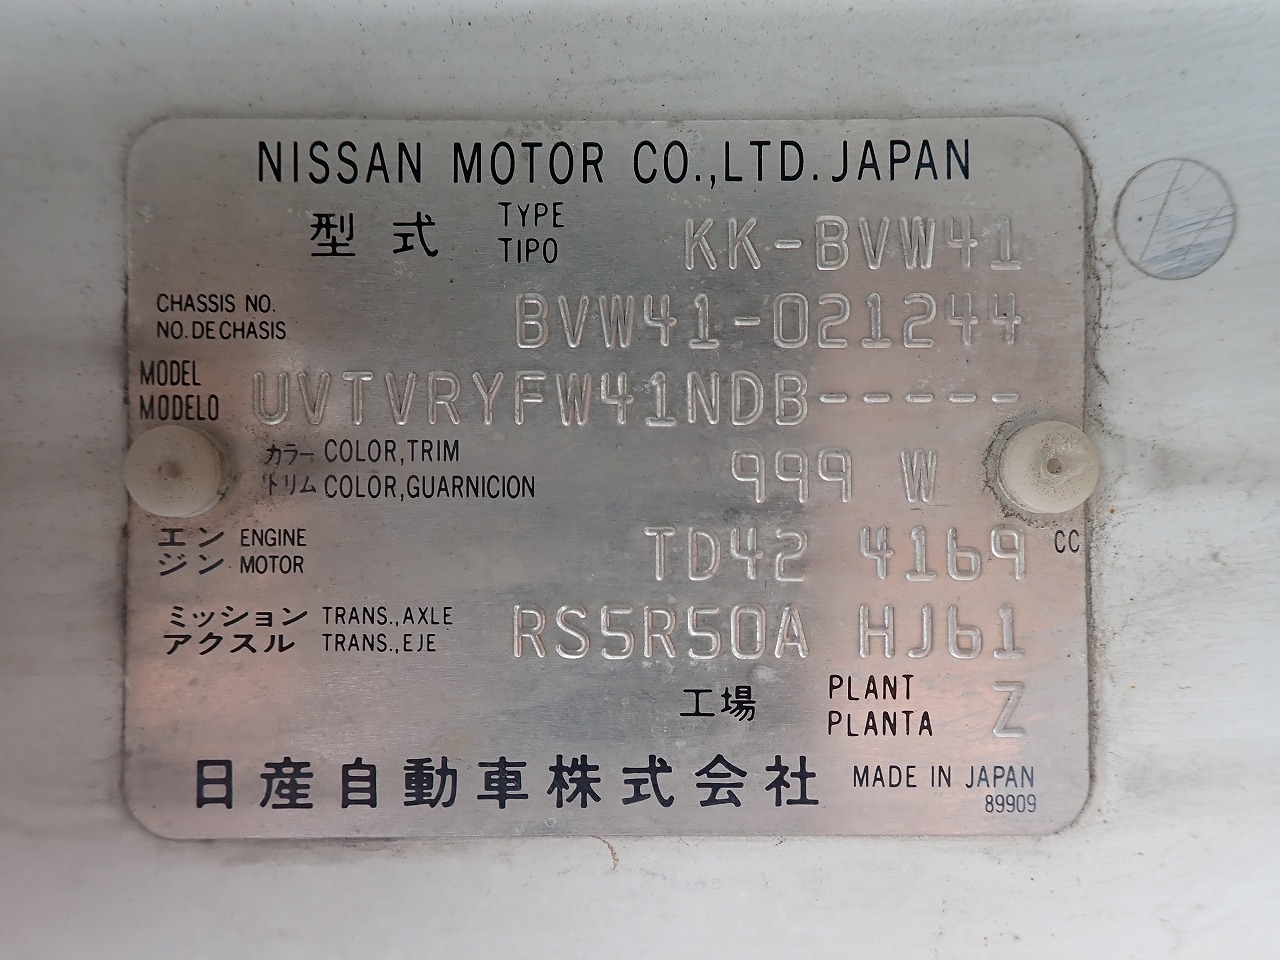 NISSAN MOTOR CO.,LTD. JAPAN
型式 TYPE KK-BVW41
TIPO
CHASSIS NO. BVW41-021244
NO. DE CHASIS
MODEL UVTVRYFW41NDB-----
MODELO
カラー COLOR,TRIM 999 W
トリム COLOR,GUARNICION
エン ENGINE TD42 4169 CC
ジン MOTOR
ミッション TRANS.,AXLE RS5R50A HJ61
アクスル TRANS.,EJE
工場 PLANT Z
PLANTA
日産自動車株式会社 MADE IN JAPAN
89909